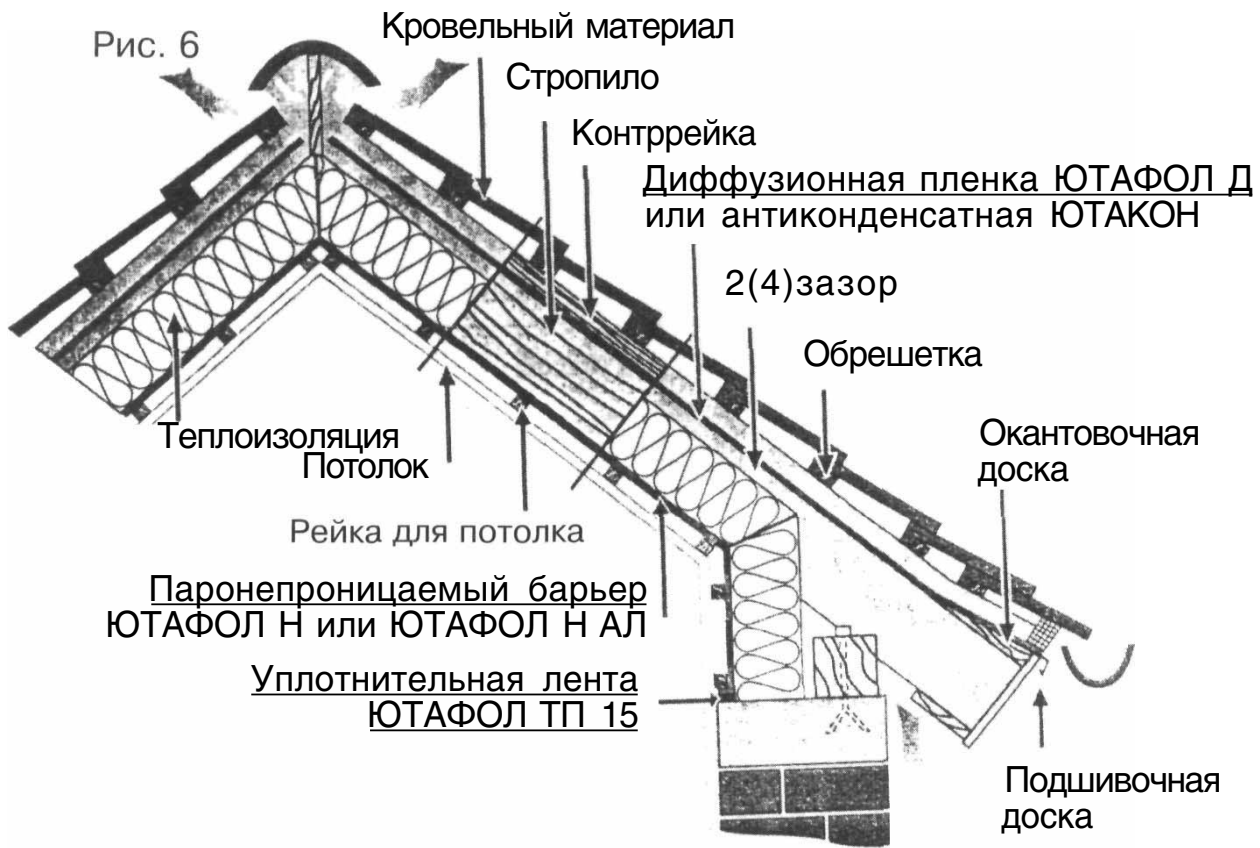 Рис. 6
Кровельный материал
Стропило
Контррейка
Диффузионная пленка ЮТАФОЛ Д
или антиконденсатная ЮТАКОН
2(4)зазор
Обрешетка
Окантовочная
доска
Теплоизоляция
Потолок
Рейка для потолка
Паронепроницаемый барьер
ЮТАФОЛ Н или ЮТАФОЛ Н АЛ
Уплотнительная лента
ЮТАФОЛ ТП 15
Подшивочная
доска